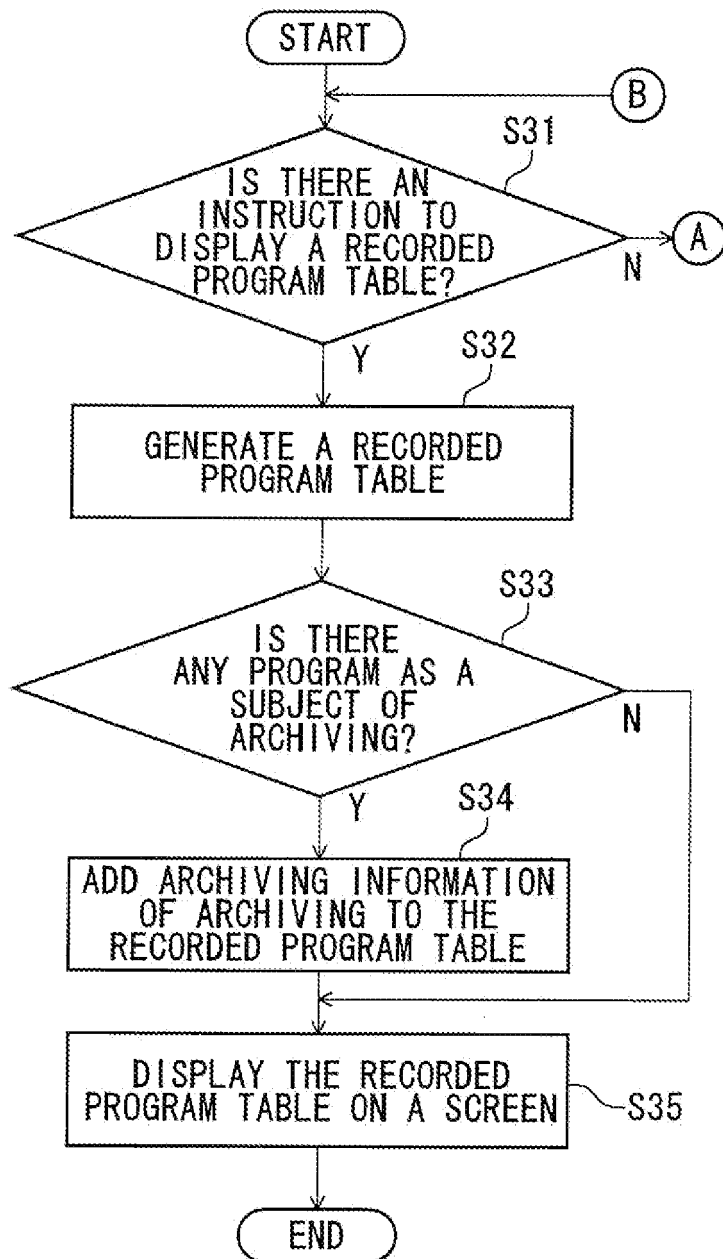 START
B
S31
IS THERE AN
INSTRUCTION TO
DISPLAY A RECORDED
PROGRAM TABLE?
A
N
Y
S32
GENERATE A RECORDED
PROGRAM TABLE
S33
IS THERE
ANY PROGRAM AS A
SUBJECT OF
ARCHIVING?
N
Y
S34
ADD ARCHIVING INFORMATION
OF ARCHIVING TO THE
RECORDED PROGRAM TABLE
DISPLAY THE RECORDED
PROGRAM TABLE ON A SCREEN
S35
END